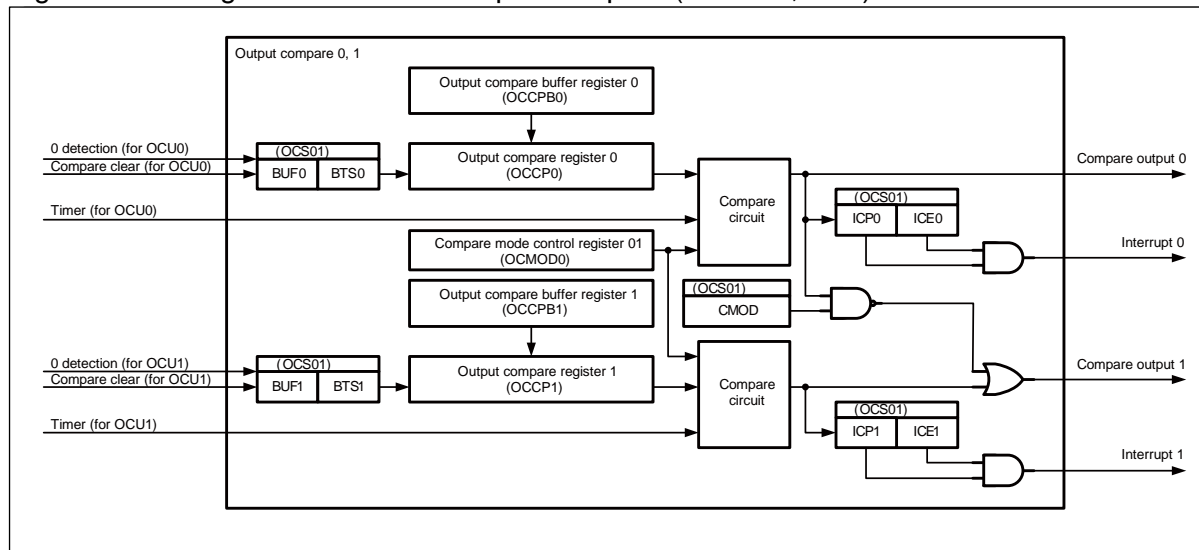 Output compare 0, 1
Output compare buffer register 0
(OCCPB0)
0 detection (for OCU0)
Compare clear (for OCU0)
(OCS01)
BUF0 BTS0
Output compare register 0
(OCCP0)
Compare output 0
Timer (for OCU0)
Compare
circuit
(OCS01)
ICP0 ICE0
Interrupt 0
Compare mode control register 01
(OCMOD0)
Output compare buffer register 1
(OCCPB1)
(OCS01)
CMOD
0 detection (for OCU1)
Compare clear (for OCU1)
(OCS01)
BUF1 BTS1
Output compare register 1
(OCCP1)
Compare
circuit
Compare output 1
Timer (for OCU1)
(OCS01)
ICP1 ICE1
Interrupt 1